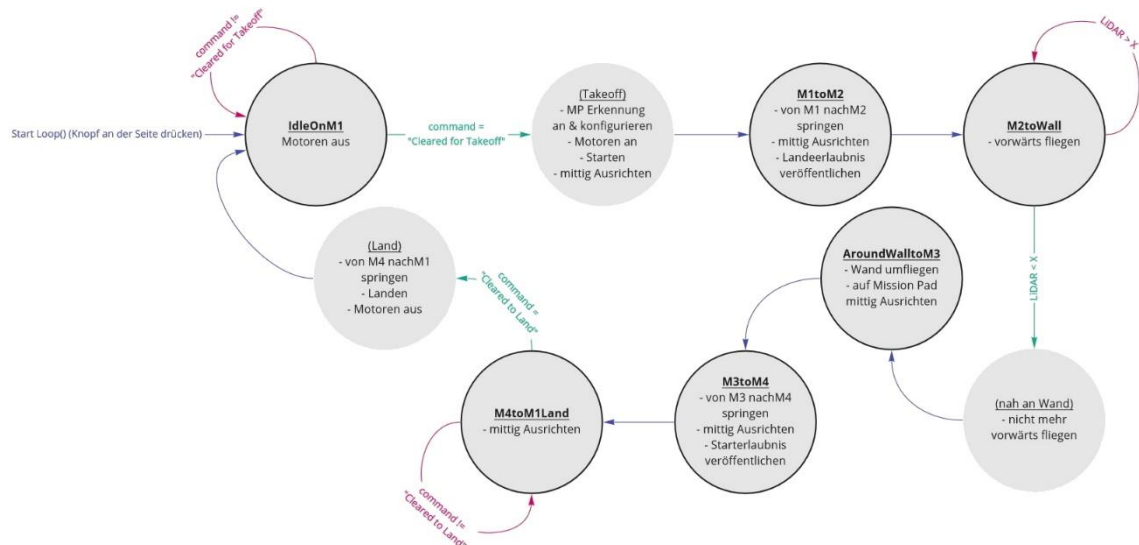 command !=
"Cleared for Takeoff"
Start Loop() (Knopf an der Seite drücken)
IdleOnM1
Motoren aus
command =
"Cleared for Takeoff"
(Takeoff)
- MP Erkennung
an & konfigurieren
- Motoren an
- Starten
- mittig Ausrichten
M1toM2
- von M1 nachM2
springen
- mittig Ausrichten
- Landeerlaubnis
veröffentlichen
M2toWall
- vorwärts fliegen
LiDAR > X
LiDAR < X
(nah an Wand)
- nicht mehr
vorwärts fliegen
AroundWalltoM3
- Wand umfliegen
- auf Mission Pad
mittig Ausrichten
M3toM4
- von M3 nachM4
springen
- mittig Ausrichten
- Starterlaubnis
veröffentlichen
M4toM1Land
- mittig Ausrichten
command !=
"Cleared to Land"
command =
"Cleared to Land"
(Land)
- von M4 nachM1
springen
- Landen
- Motoren aus